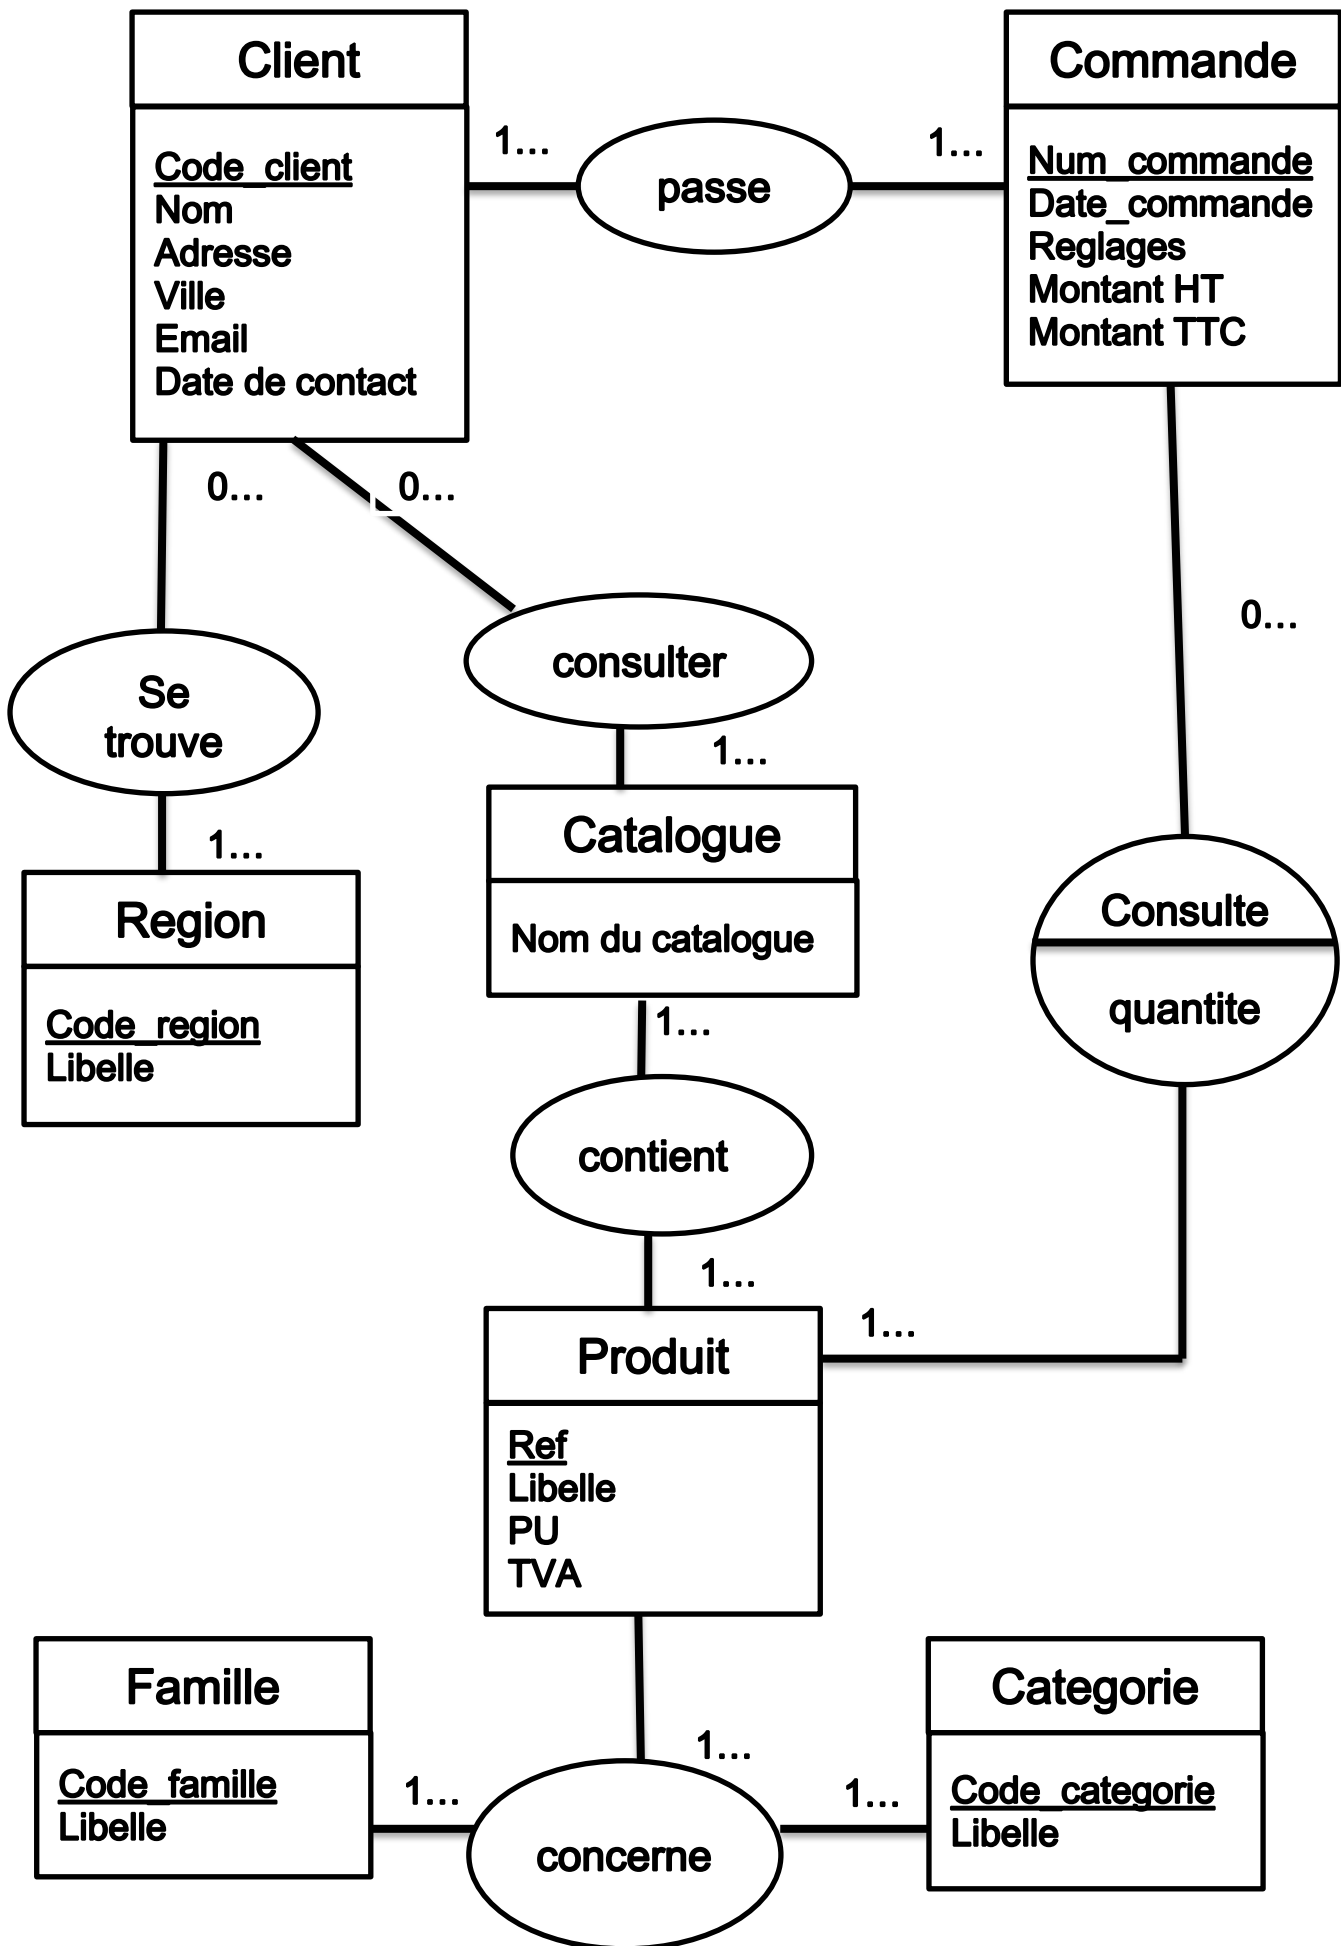 Client
Code_client
Nom
Adresse
Ville
Email
Date de contact
1...
passe
1...
Commande
Num_commande
Date_commande
Reglages
Montant HT
Montant TTC
0...
0...
0...
Se
trouve
consulter
1...
1...
Region
Code_region
Libelle
Catalogue
Nom du catalogue
Consulte
quantite
1...
contient
1...
1...
Produit
Ref
Libelle
PU
TVA
Famille
Code_famille
Libelle
1...
1...
concerne
1...
Categorie
Code_categorie
Libelle